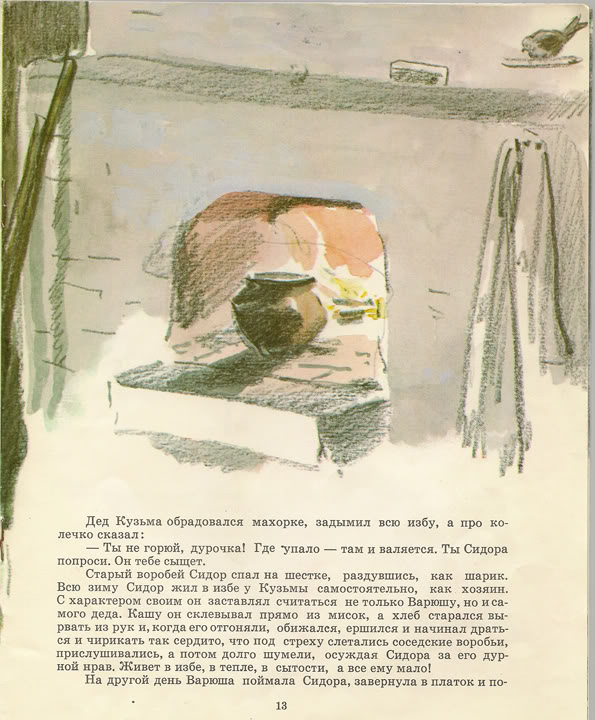 Дед Кузьма обрадовался махорке, задымил всю избу, а про ко-
лечко сказал:
— Ты не горюй, дурочка! Где упало — там и валяется. Ты Сидора
попроси. Он тебе сыщет.
Старый воробей Сидор спал на шестке, раздувшись, как шарик.
Всю зиму Сидор жил в избе у Кузьмы самостоятельно, как хозяин.
С характером своим он заставлял считаться не только Варюшу, но и са-
мого деда. Кашу он склевывал прямо из мисок, а хлеб старался вы-
рвать из рук и, когда его отгоняли, обижался, ершился и начинал драть-
ся и чирикать так сердито, что под стреху слетались соседские воробьи,
прислушивались, а потом долго шумели, осуждая Сидора за его дур-
ной нрав. Живет в избе, в тепле, в сытости, а все ему мало!
На другой день Варюша поймала Сидора, завернула в платок и по-
13